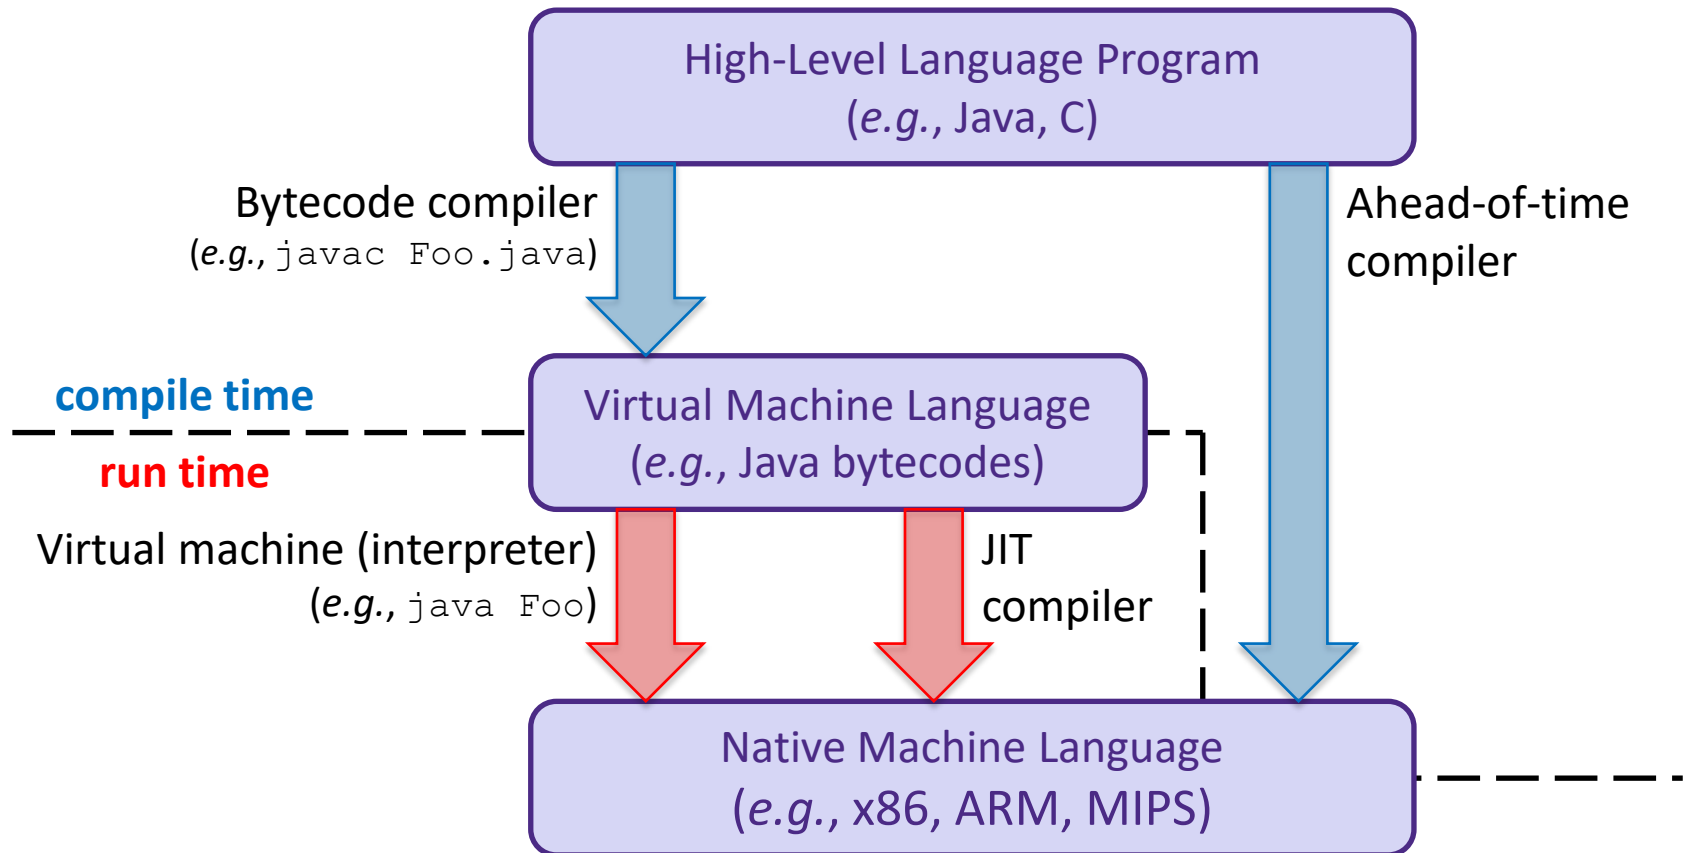 High-Level Language Program
(e.g., Java, C)
Bytecode compiler
(e.g., javac Foo.java)
Ahead-of-time
compiler
compile time
Virtual Machine Language
(e.g., Java bytecodes)
run time
Virtual machine (interpreter)
(e.g., java Foo)
JIT
compiler
Native Machine Language
(e.g., x86, ARM, MIPS)